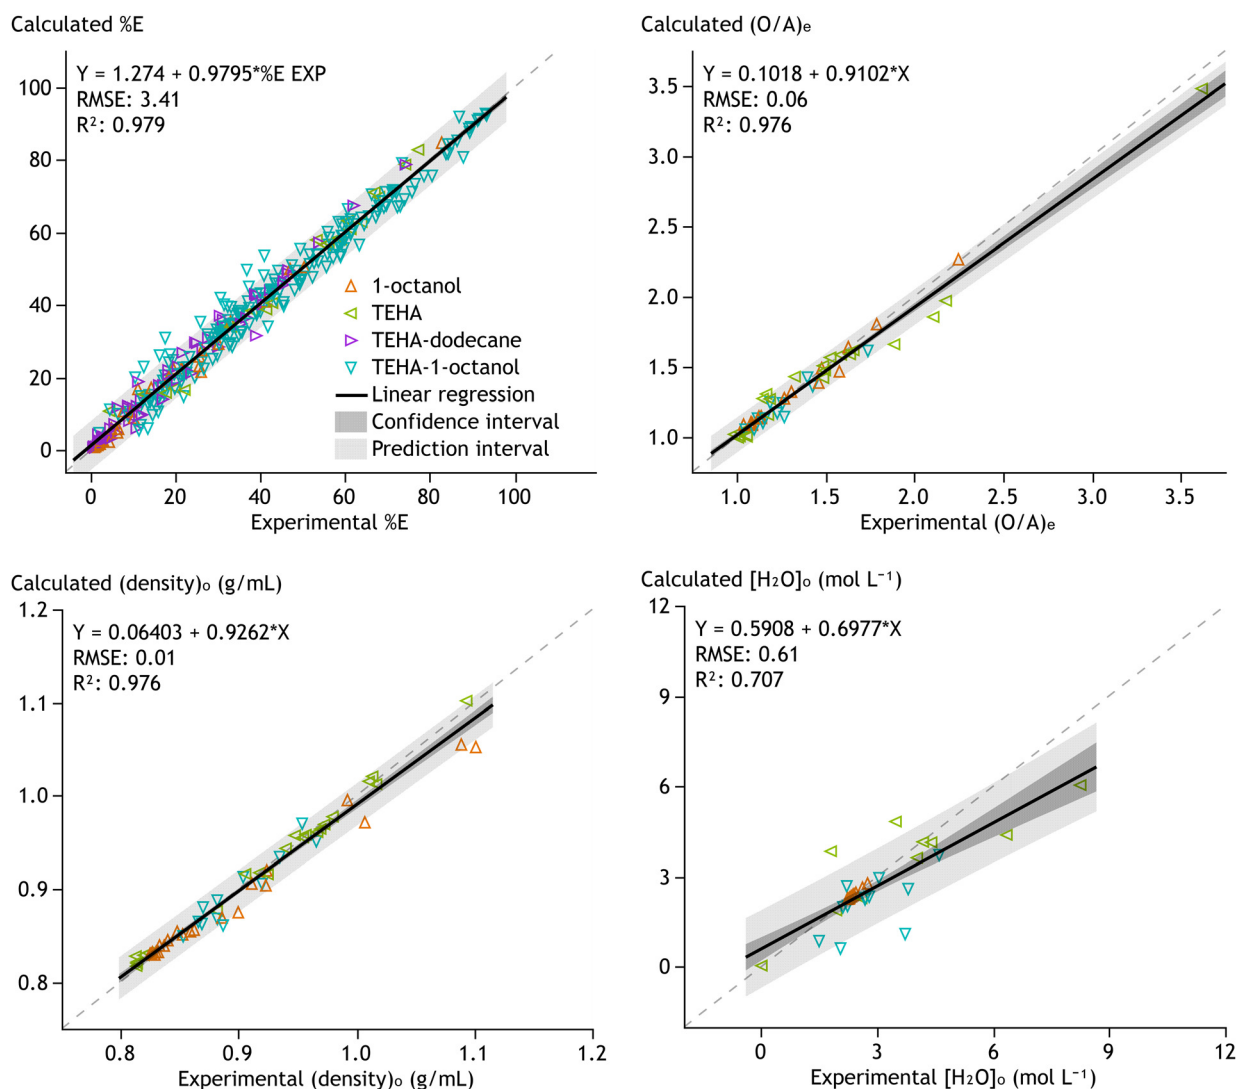 Calculated %E
Y = 1.274 + 0.9795*%E EXP
RMSE: 3.41
R²: 0.979
100
80
60
40
20
0
1-octanol
TEHA
TEHA-dodecane
TEHA-1-octanol
Linear regression
Confidence interval
Prediction interval
0 20 40 60 80 100
Experimental %E
Calculated (O/A)ₑ
Y = 0.1018 + 0.9102*X
RMSE: 0.06
R²: 0.976
3.5
3.0
2.5
2.0
1.5
1.0
1.0 1.5 2.0 2.5 3.0 3.5
Experimental (O/A)ₑ
Calculated (density)ₒ (g/mL)
1.2
Y = 0.06403 + 0.9262*X
RMSE: 0.01
R²: 0.976
1.1
1.0
0.9
0.8
0.8 0.9 1.0 1.1 1.2
Experimental (density)ₒ (g/mL)
Calculated [H₂O]ₒ (mol L⁻¹)
12
Y = 0.5908 + 0.6977*X
RMSE: 0.61
R²: 0.707
9
6
3
0
0 3 6 9 12
Experimental [H₂O]ₒ (mol L⁻¹)